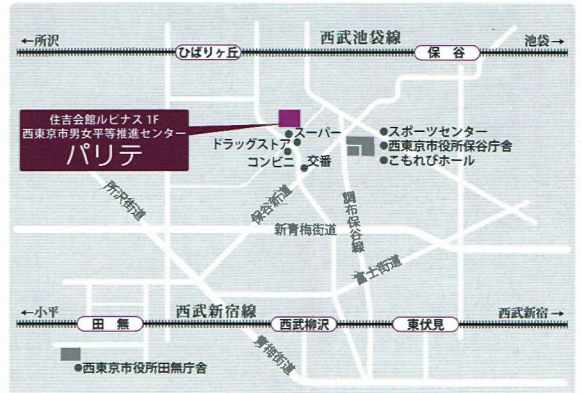 ←所沢
西武池袋線
池袋→
ひばりヶ丘
保谷
住吉会館ルピナス 1F
西東京市男女平等推進センター
パリテ
●スーパー
ドラッグストア●
コンビニ●
●交番
●スポーツセンター
●西東京市役所保谷庁舎
●こもれびホール
所沢街道
保谷新道
調布保谷線
新青梅街道
富士街道
←小平
西武新宿線
西武新宿→
田無
西武柳沢
東伏見
青梅街道
●西東京市役所田無庁舎